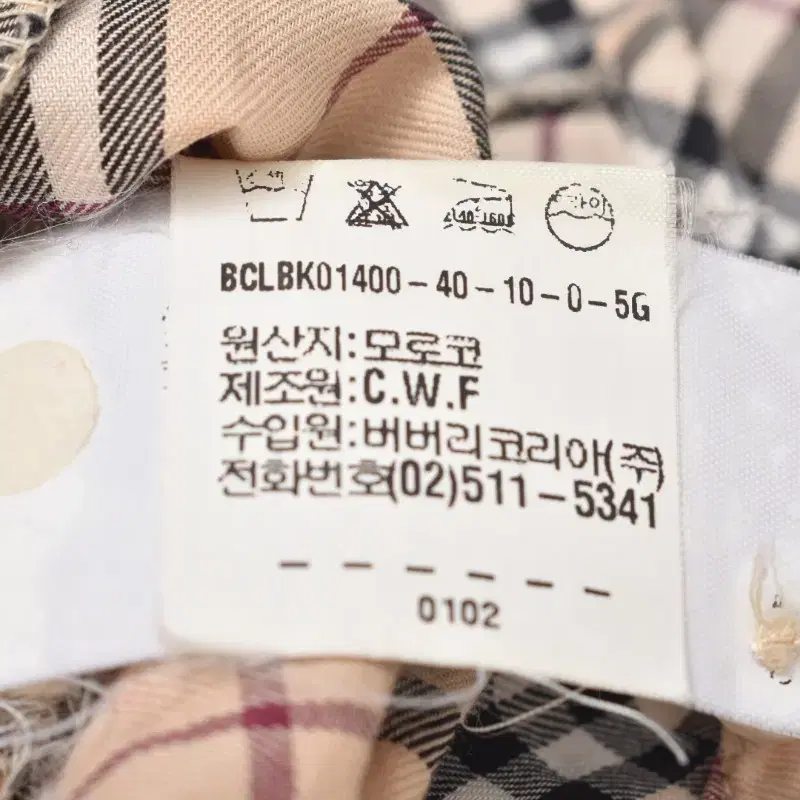 BCLBK01400-40-10-0-5G
원산지:모로코
제조원:C.W.F
수입원:버버리코리아(주)
전화번호(02)511-5341
0102